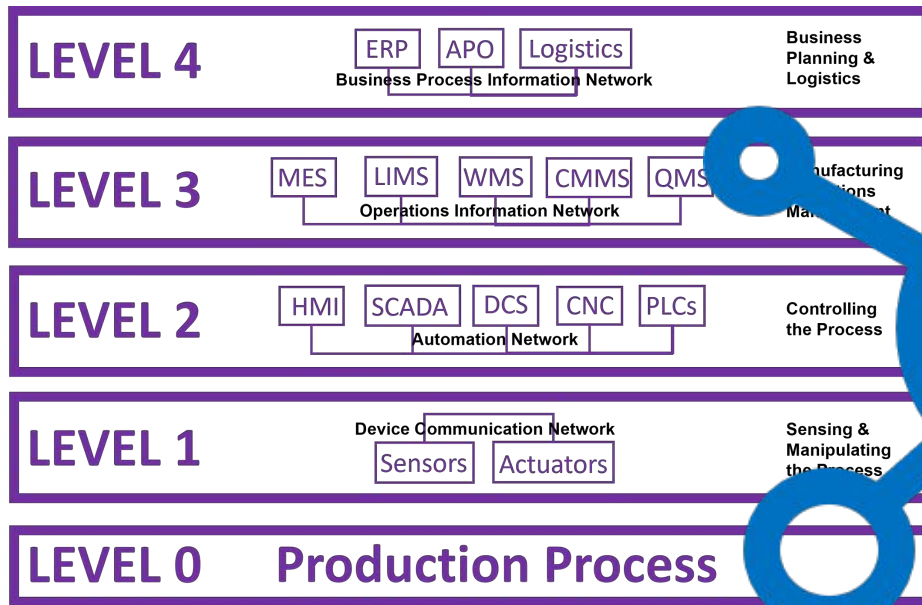 LEVEL 4
ERP APO Logistics
Business Process Information Network
Business
Planning &
Logistics
LEVEL 3
MES LIMS WMS CMMS QMS
Operations Information Network
LEVEL 2
HMI SCADA DCS CNC PLCs
Automation Network
Controlling
the Process
LEVEL 1
Device Communication Network
Sensors Actuators
Sensing &
Manipulating
the Process
LEVEL 0 Production Process